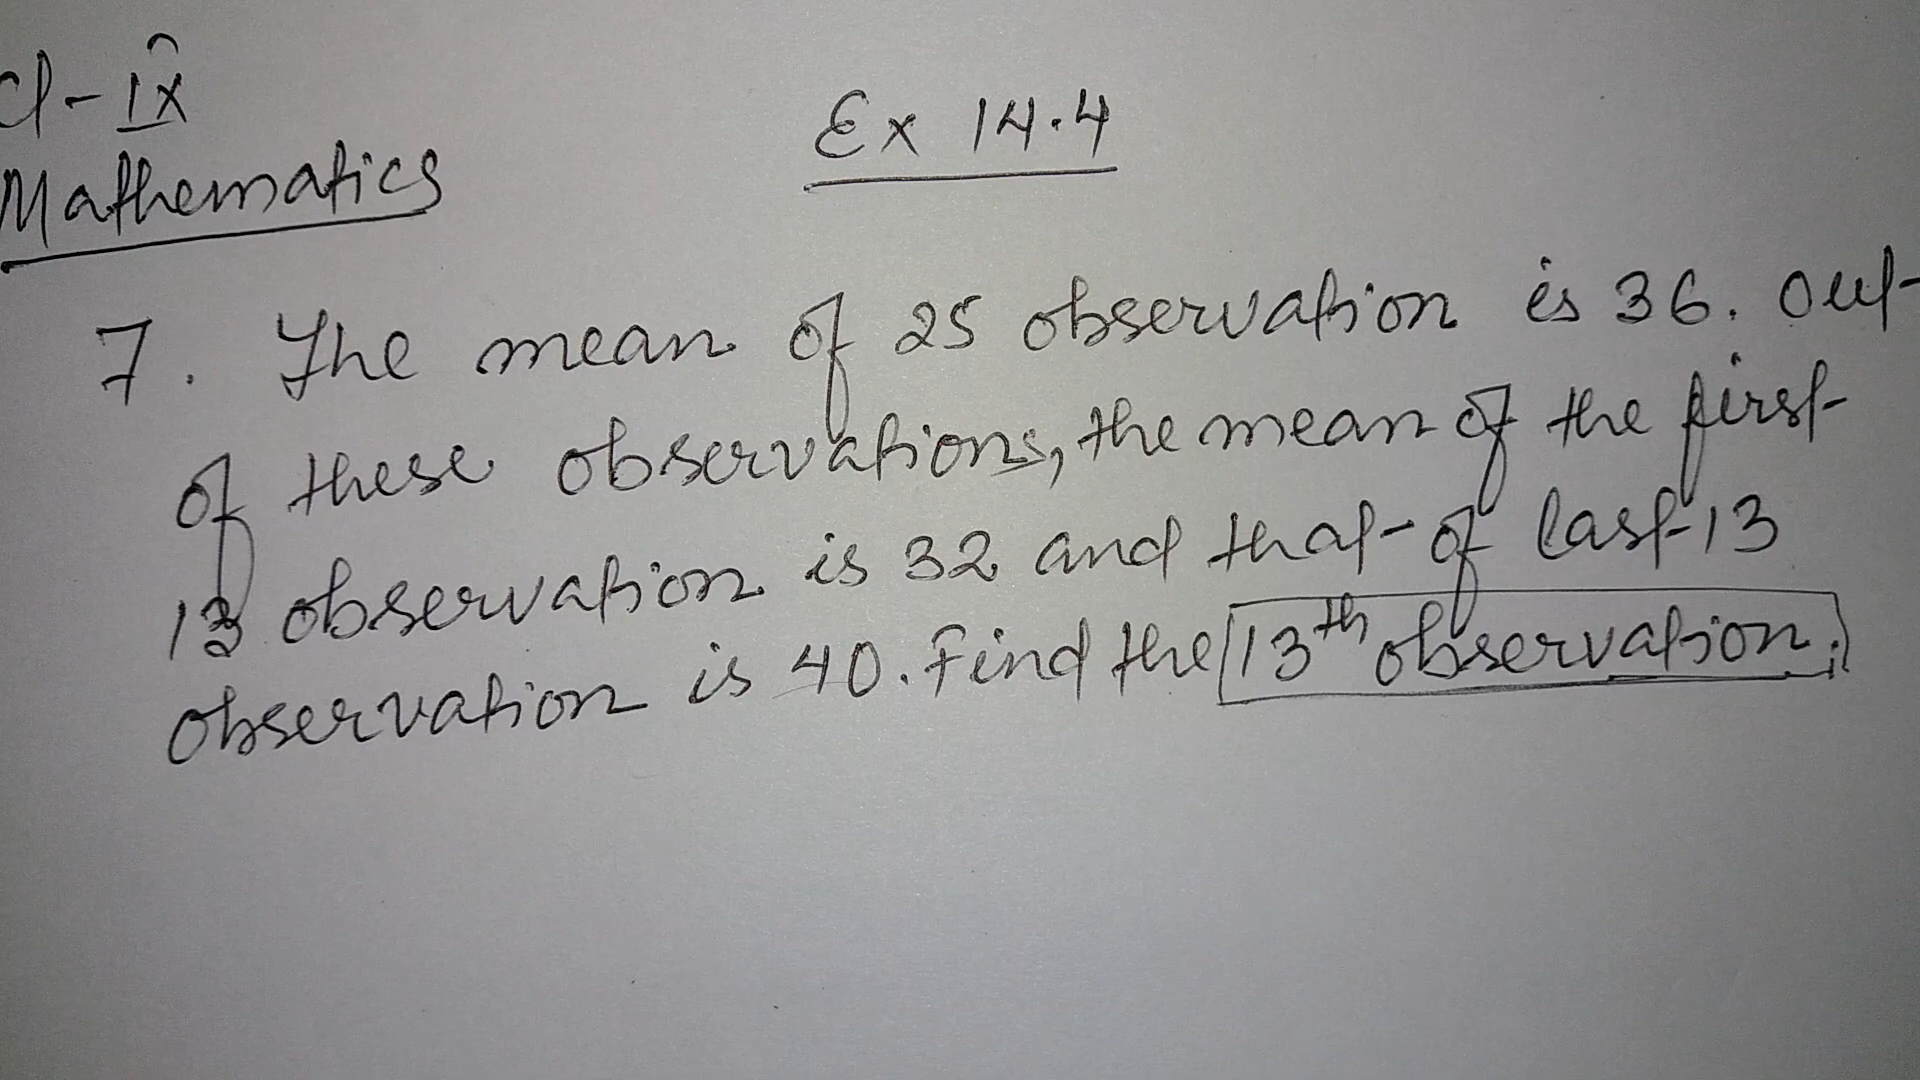 Cl-IX
Mathematics
Ex 14.4
7. The mean of 25 observation is 36. Out
of these observations, the mean of the first
13 observation is 32 and that of last 13
observation is 40. Find the 13th observation.